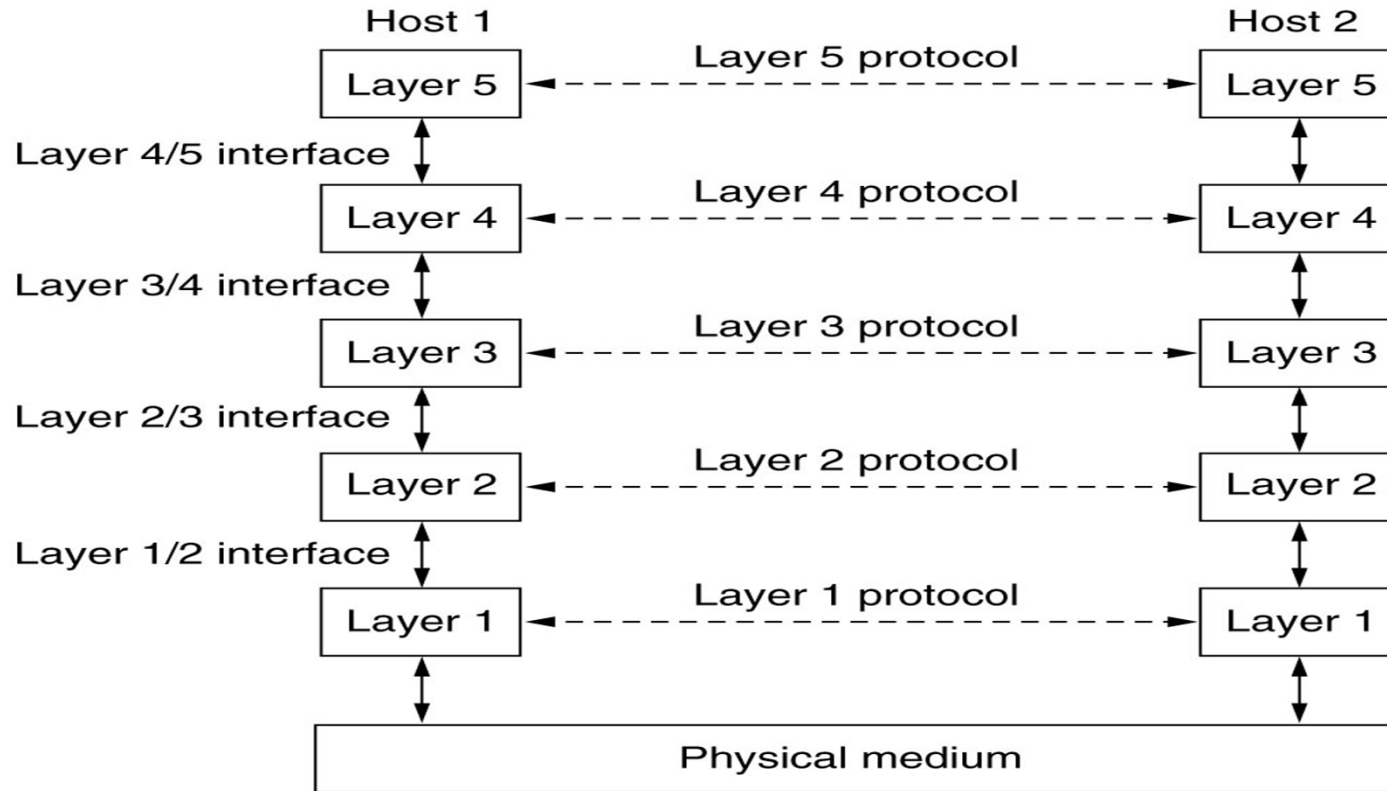 Host 1
Host 2
Layer 5 protocol
Layer 5
Layer 5
Layer 4/5 interface
Layer 4 protocol
Layer 4
Layer 4
Layer 3/4 interface
Layer 3 protocol
Layer 3
Layer 3
Layer 2/3 interface
Layer 2 protocol
Layer 2
Layer 2
Layer 1/2 interface
Layer 1 protocol
Layer 1
Layer 1
Physical medium